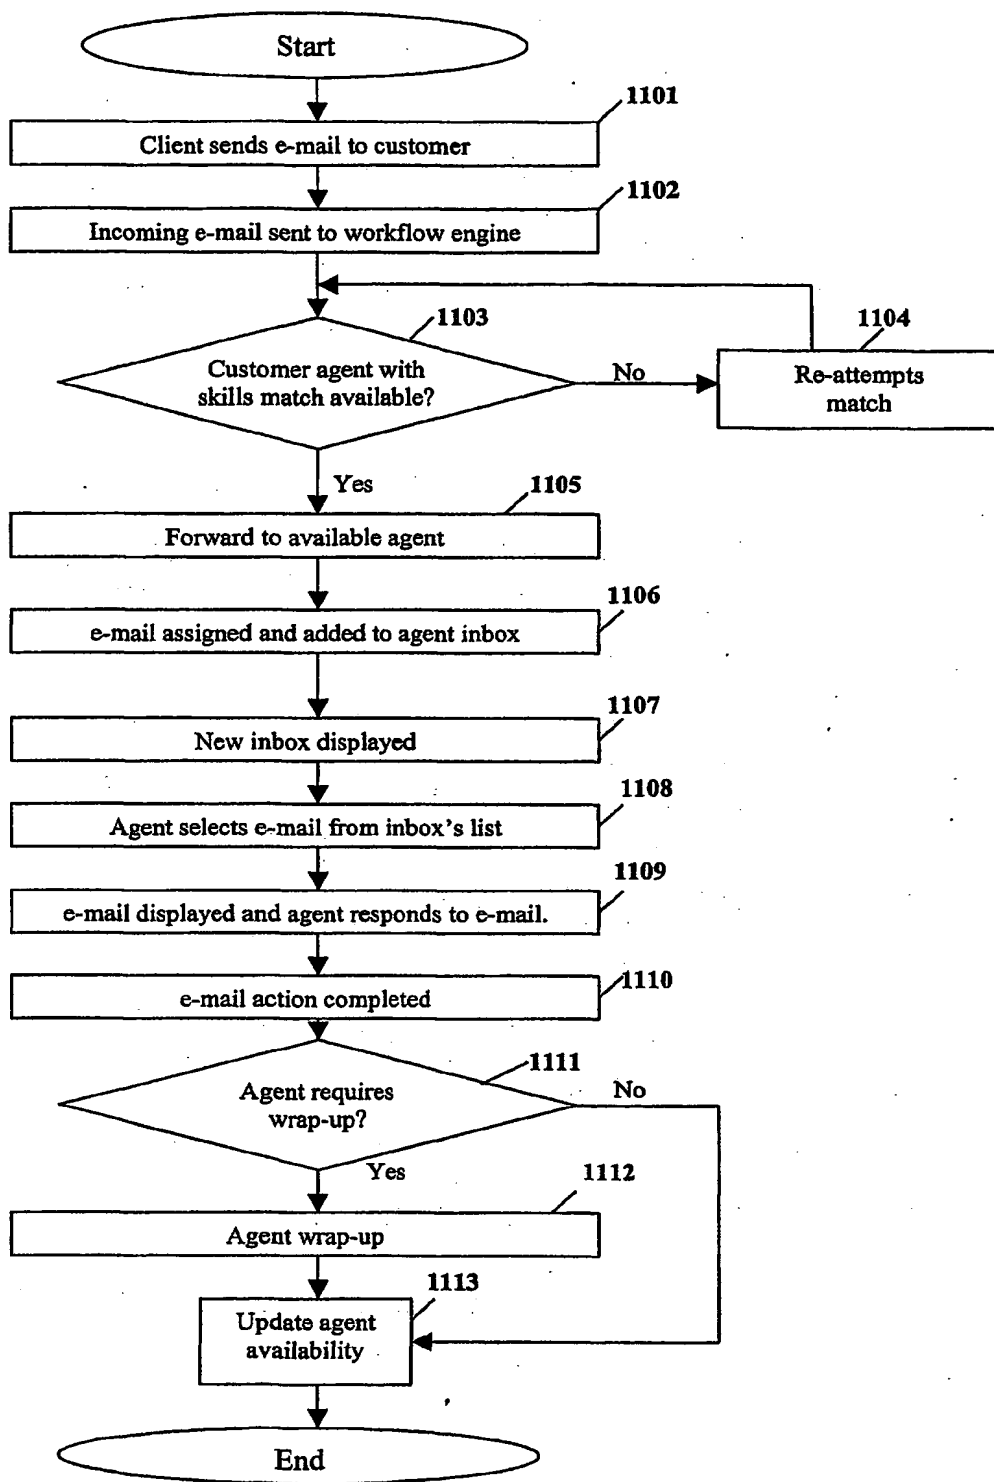 Start
1101
Client sends e-mail to customer
1102
Incoming e-mail sent to workflow engine
1103
Customer agent with
skills match available?
No
1104
Re-attempts
match
Yes
1105
Forward to available agent
1106
e-mail assigned and added to agent inbox
1107
New inbox displayed
1108
Agent selects e-mail from inbox's list
1109
e-mail displayed and agent responds to e-mail.
1110
e-mail action completed
1111
Agent requires
wrap-up?
No
Yes
1112
Agent wrap-up
1113
Update agent
availability
End